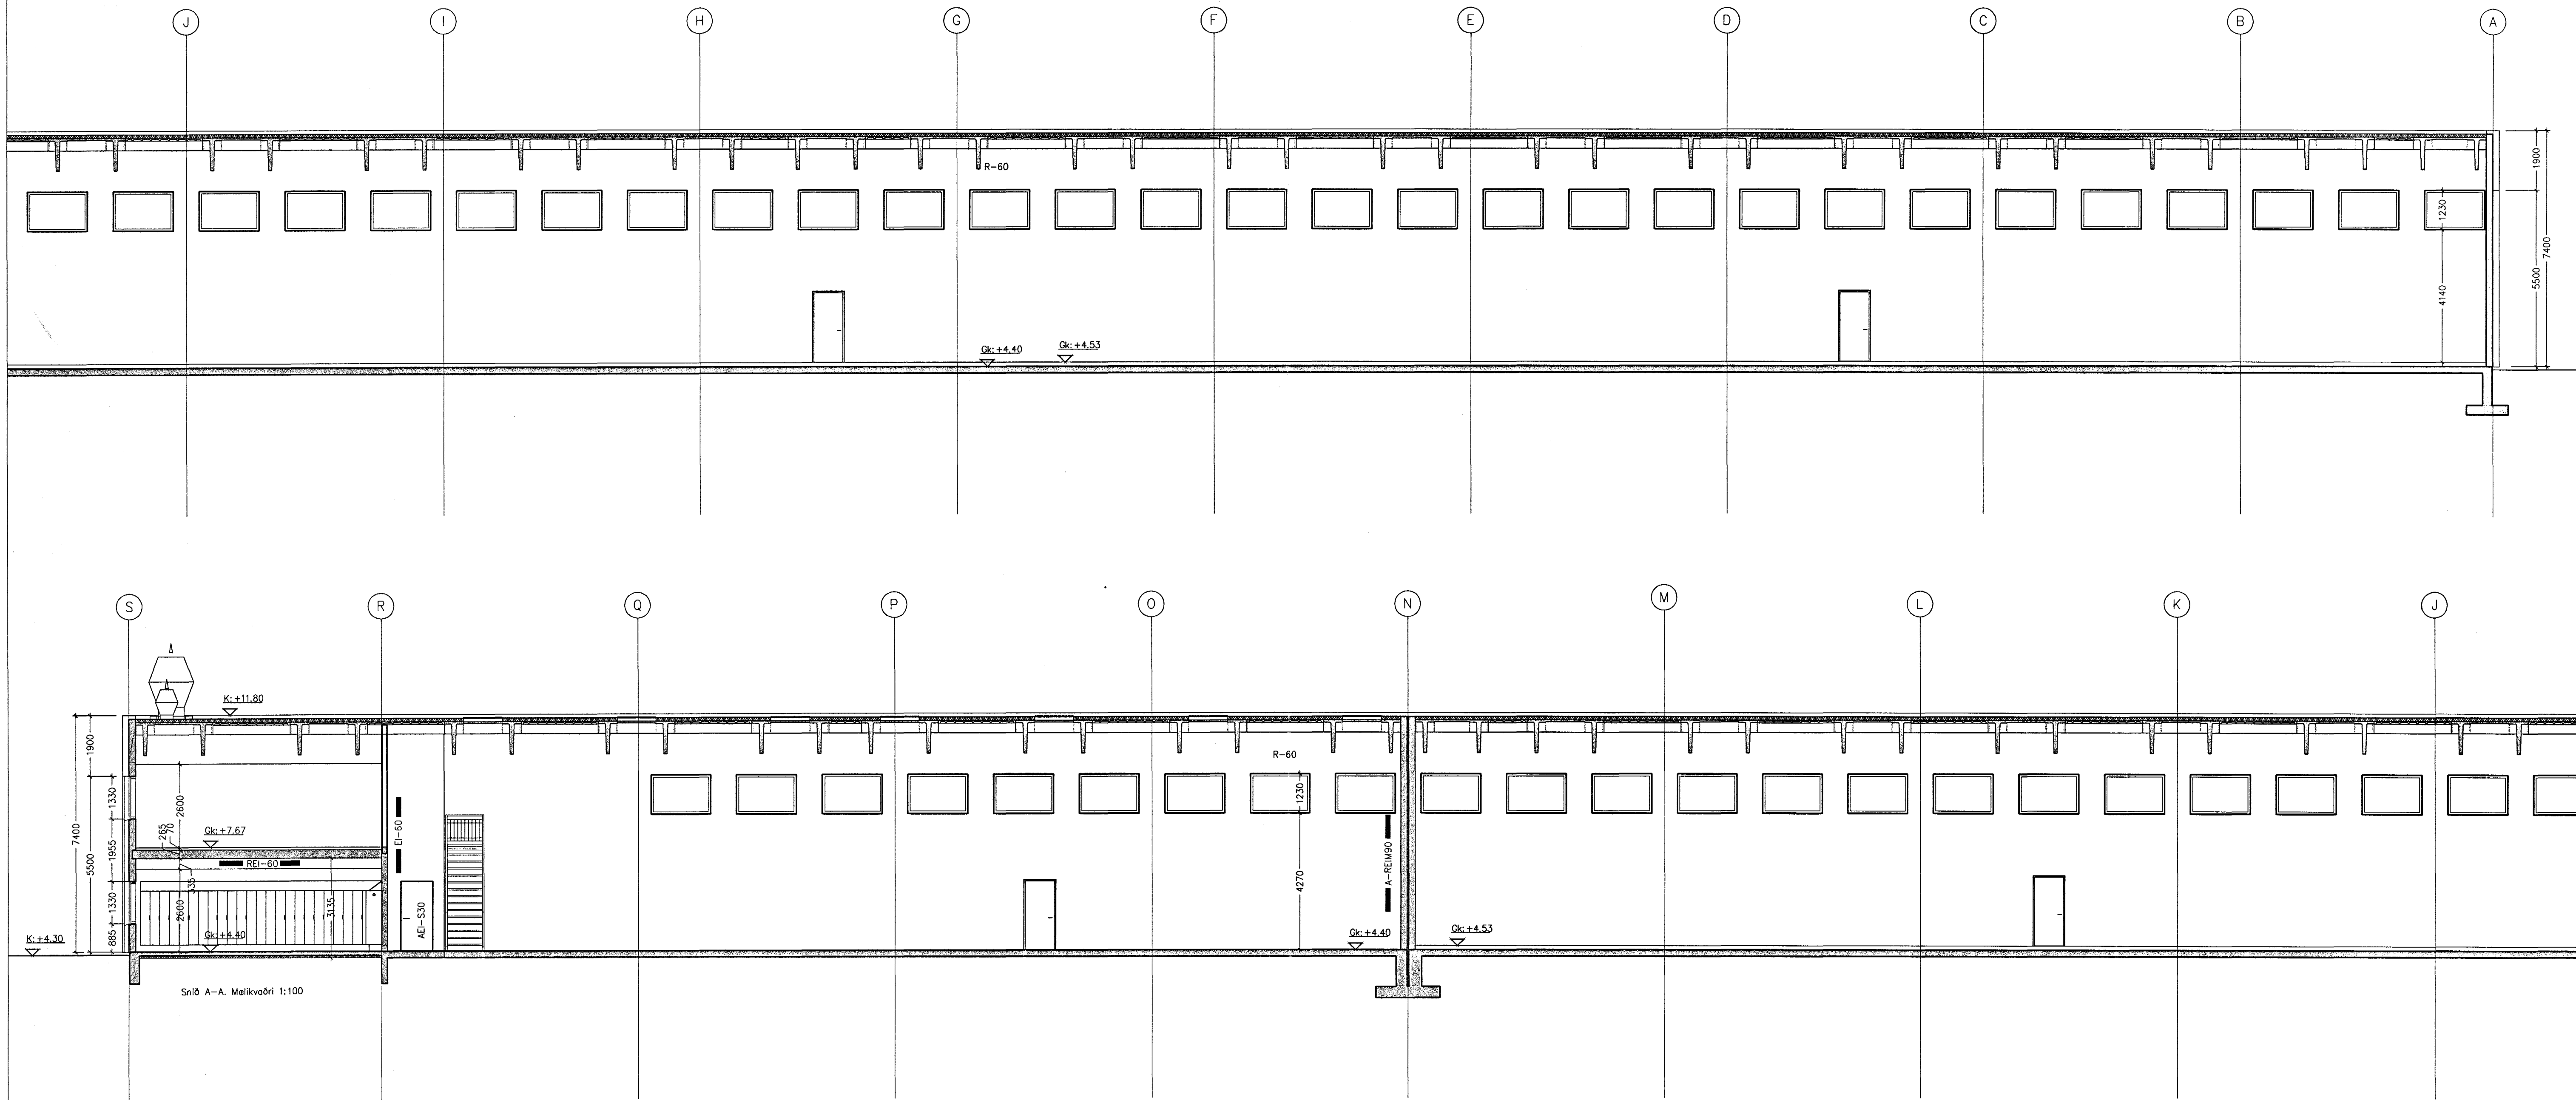 J I H G F E D C B A
R-60
1900
1230
5500
7400
4140
Gk: +4.40
Gk: +4.53
S R Q P O N M L K J
K: +11.80
1900
7400
5500
1330
1955
1330
885
2600
265
70
Gk: +7.67
REI-60
335
2600
3135
Gk: +4.40
K: +4.30
EI-60
AEI-S30
R-60
1230
4270
A-REIM90
Gk: +4.40
Gk: +4.53
Snið A-A. Mælikvaðri 1:100